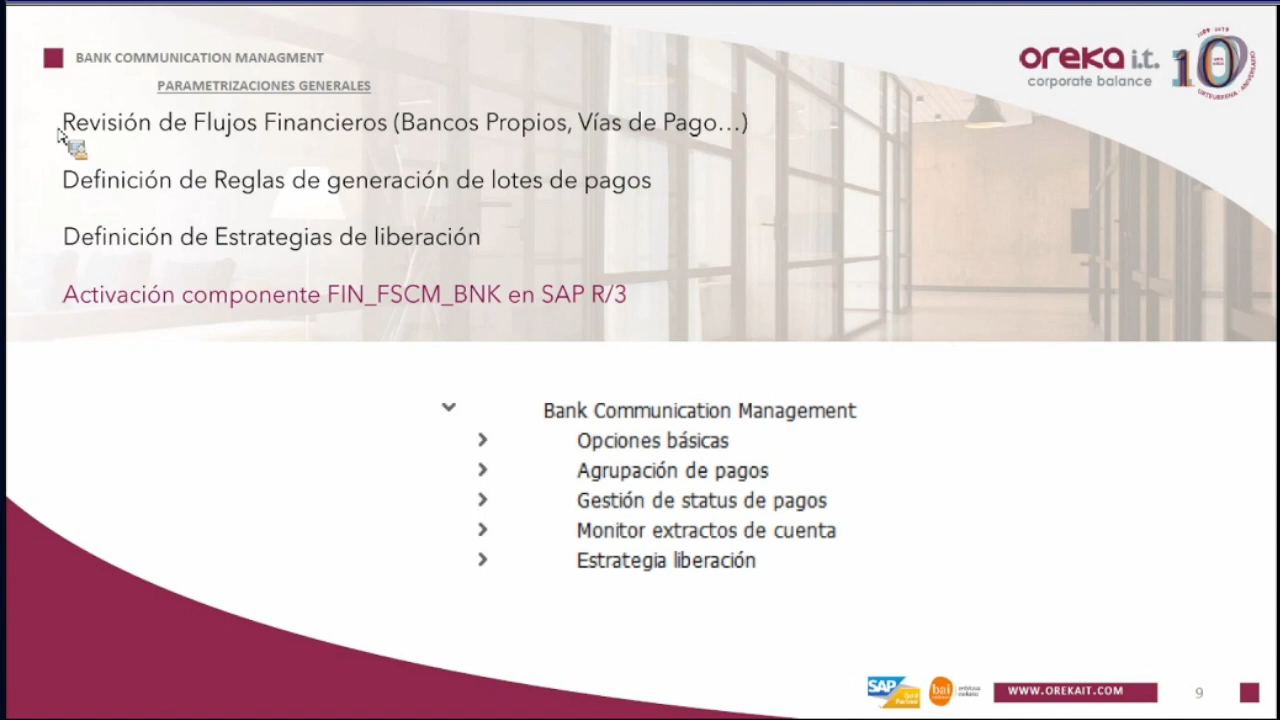 BANK COMMUNICATION MANAGMENT
PARAMETRIZACIONES GENERALES
oreka i.t.
corporate balance
10
Revisión de Flujos Financieros (Bancos Propios, Vías de Pago...)
Definición de Reglas de generación de lotes de pagos
Definición de Estrategias de liberación
Activación componente FIN_FSCM_BNK en SAP R/3
Bank Communication Management
Opciones básicas
Agrupación de pagos
Gestión de status de pagos
Monitor extractos de cuenta
Estrategia liberación
SAP
bai
WWW.OREKAIT.COM
9